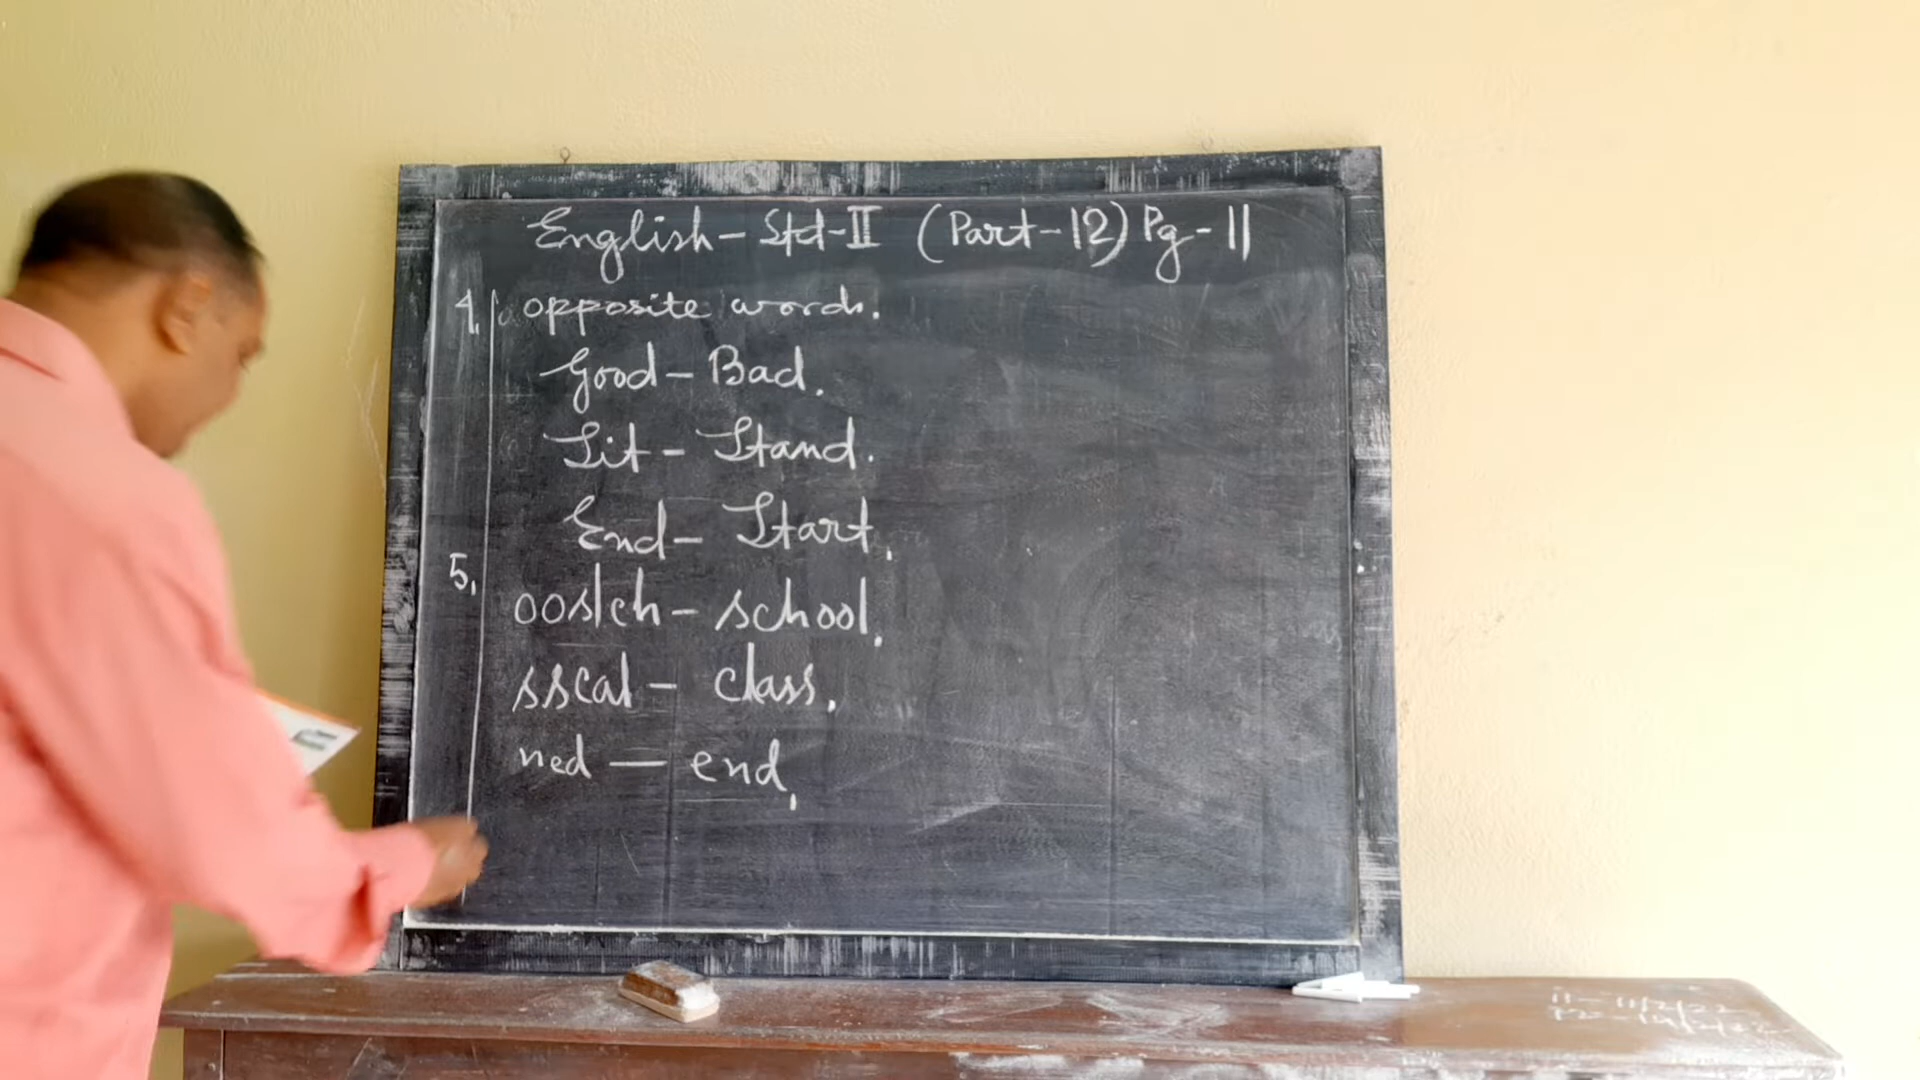 English - Std-II (Part-12) Pg-11
4. opposite words.
Good - Bad.
Sit - Stand.
End - Start.
5.
ooslch - school.
sscal - class.
ned — end.